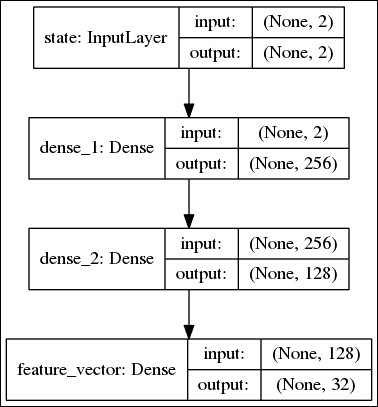 state: InputLayer
input: (None, 2)
output: (None, 2)
dense_1: Dense
input: (None, 2)
output: (None, 256)
dense_2: Dense
input: (None, 256)
output: (None, 128)
feature_vector: Dense
input: (None, 128)
output: (None, 32)